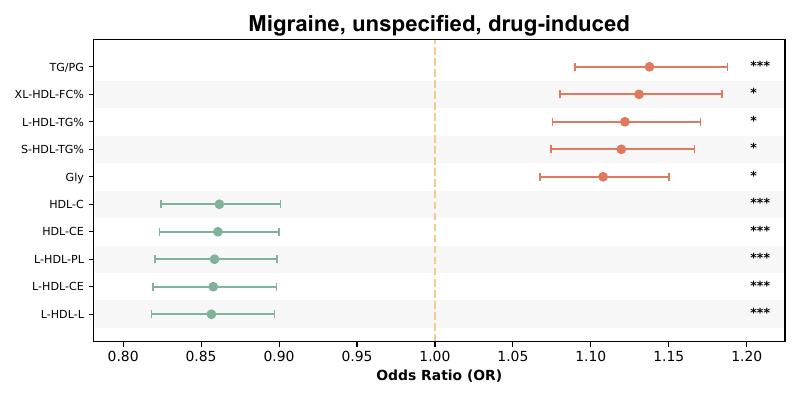 Migraine, unspecified, drug-induced
TG/PG ***
XL-HDL-FC% *
L-HDL-TG% *
S-HDL-TG% *
Gly *
HDL-C ***
HDL-CE ***
L-HDL-PL ***
L-HDL-CE ***
L-HDL-L ***
0.80 0.85 0.90 0.95 1.00 1.05 1.10 1.15 1.20
Odds Ratio (OR)